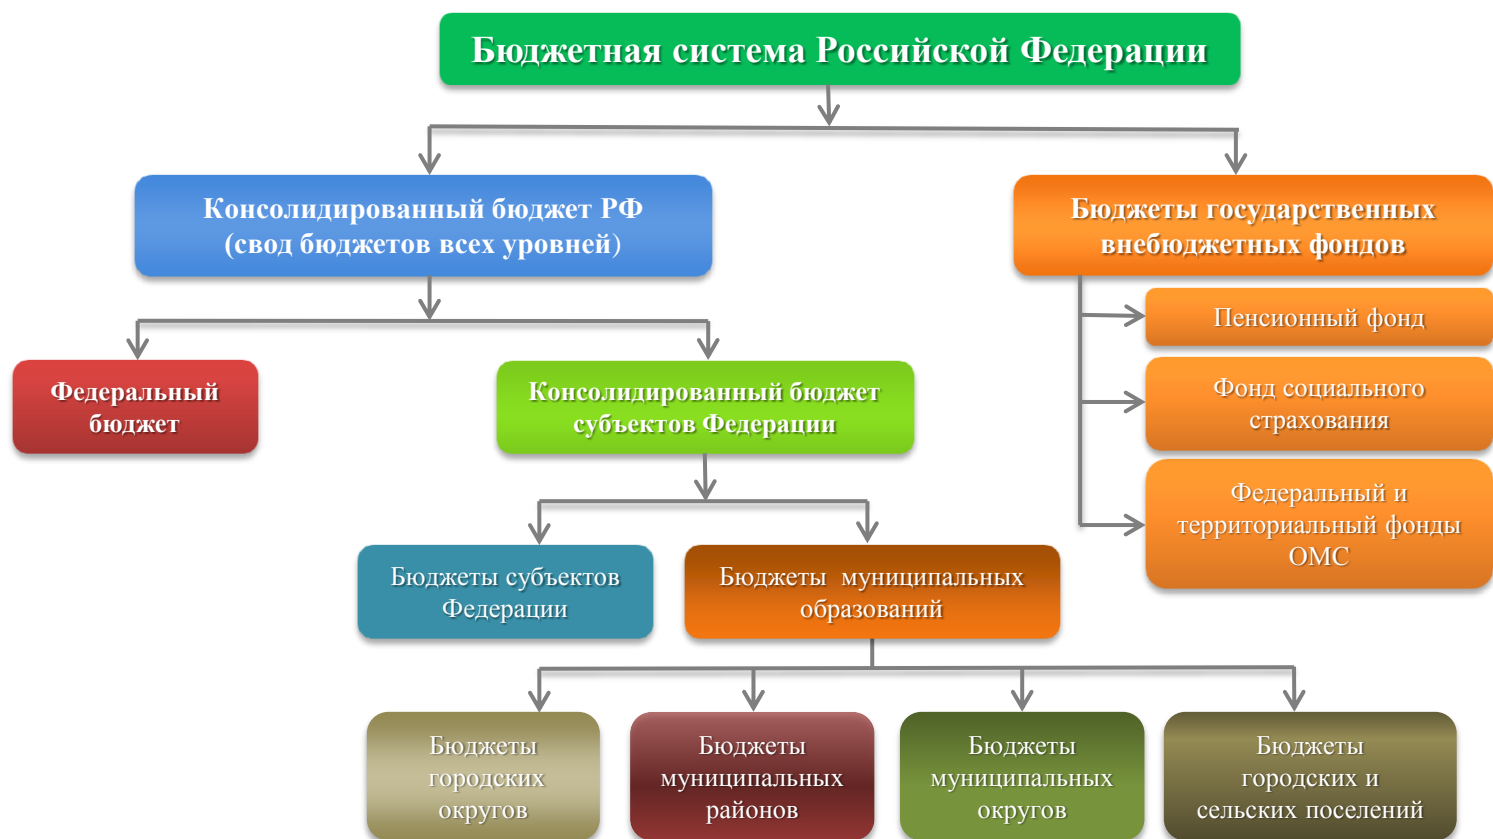 Бюджетная система Российской Федерации
Консолидированный бюджет РФ
(свод бюджетов всех уровней)
Бюджеты государственных
внебюджетных фондов
Пенсионный фонд
Фонд социального
страхования
Федеральный и
территориальный фонды
ОМС
Федеральный
бюджет
Консолидированный бюджет
субъектов Федерации
Бюджеты субъектов
Федерации
Бюджеты муниципальных
образований
Бюджеты
городских
округов
Бюджеты
муниципальных
районов
Бюджеты
муниципальных
округов
Бюджеты
городских и
сельских поселений